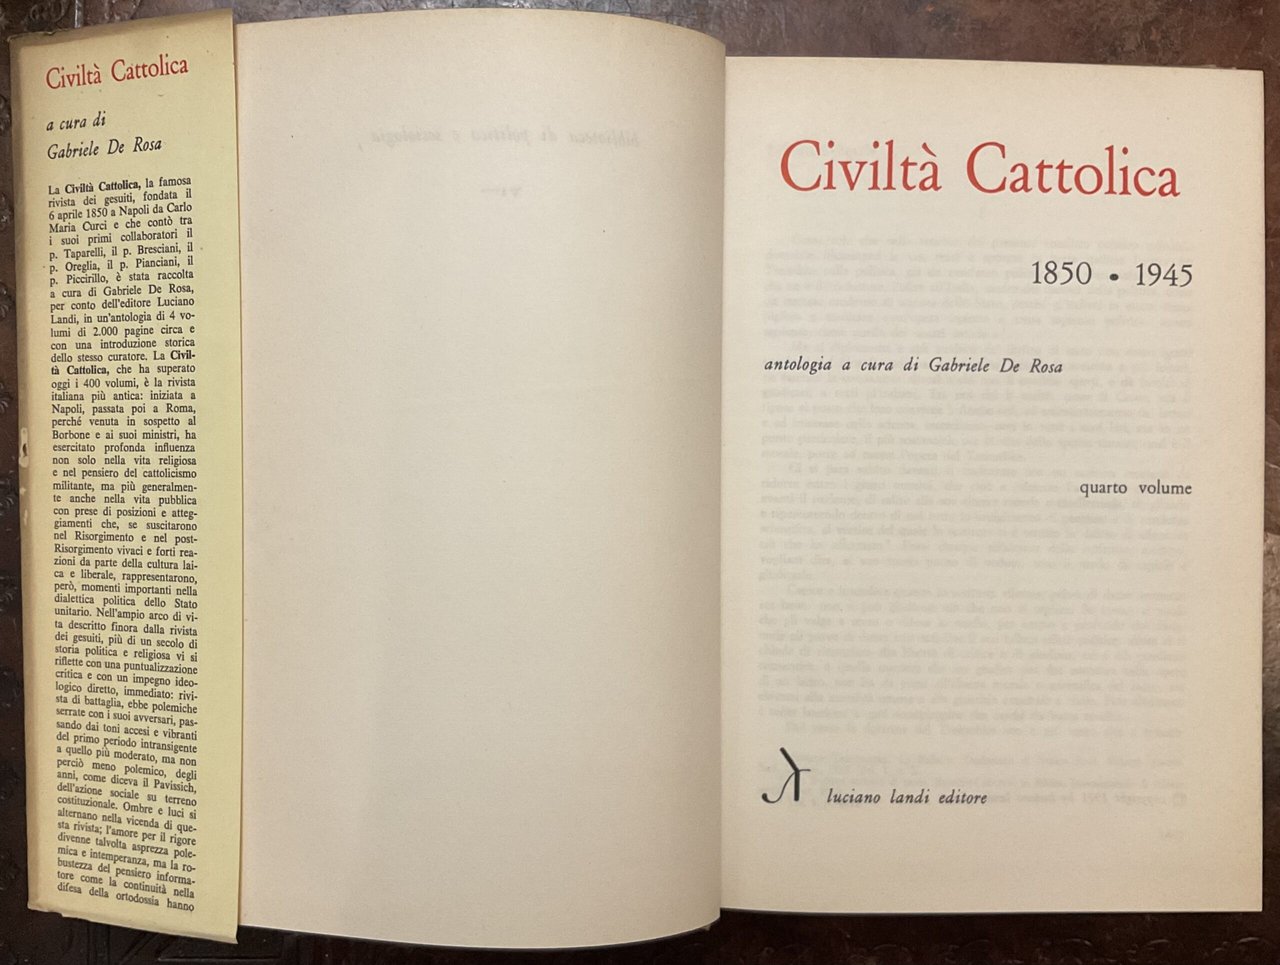 Civiltà Cattolica
a cura di
Gabriele De Rosa
La Civiltà Cattolica, la famosa
rivista dei gesuiti, fondata il
6 aprile 1850 a Napoli da Carlo
Maria Curci e che contò tra
i suoi primi collaboratori il
p. Taparelli, il p. Bresciani, il
p. Oreglia, il p. Pianciani, il
p. Piccirillo, è stata raccolta
a cura di Gabriele De Rosa,
per conto dell'editore Luciano
Landi, in un'antologia di 4 vo-
lumi di 2.000 pagine circa e
con una introduzione storica
dello stesso curatore. La Civil-
tà Cattolica, che ha superato
oggi i 400 volumi, è la rivista
italiana più antica: iniziata a
Napoli, passata poi a Roma,
perché venuta in sospetto al
Borbone e ai suoi ministri, ha
esercitato profonda influenza
non solo nella vita religiosa
e nel pensiero del cattolicismo
militante, ma più generalmen-
te anche nella vita pubblica
con prese di posizioni e atteg-
giamenti che, se suscitarono
nel Risorgimento e nel post-
Risorgimento vivaci e forti rea-
zioni da parte della cultura lai-
ca e liberale, rappresentarono,
però, momenti importanti nella
dialettica politica dello Stato
unitario. Nell'ampio arco di vi-
ta descritto finora dalla rivista
dei gesuiti, più di un secolo di
storia politica e religiosa vi si
riflette con una puntualizzazione
critica e con un impegno ideo-
logico diretto, immediato: rivi-
sta di battaglia, ebbe polemiche
serrate con i suoi avversari, pas-
sando dai toni accesi e vibranti
del primo periodo intransigente
a quello più moderato, ma non
perciò meno polemico, degli
anni, come diceva il Pavissich,
dell'azione sociale su terreno
costituzionale. Ombre e luci si
alternano nella vicenda di que-
sta rivista; l'amore per il rigore
divenne talvolta asprezza pole-
mica e intemperanza, ma la ro-
bustezza del pensiero informa-
tore come la continuità nella
difesa della ortodossia hanno
Civiltà Cattolica
1850 • 1945
antologia a cura di Gabriele De Rosa
quarto volume
luciano landi editore